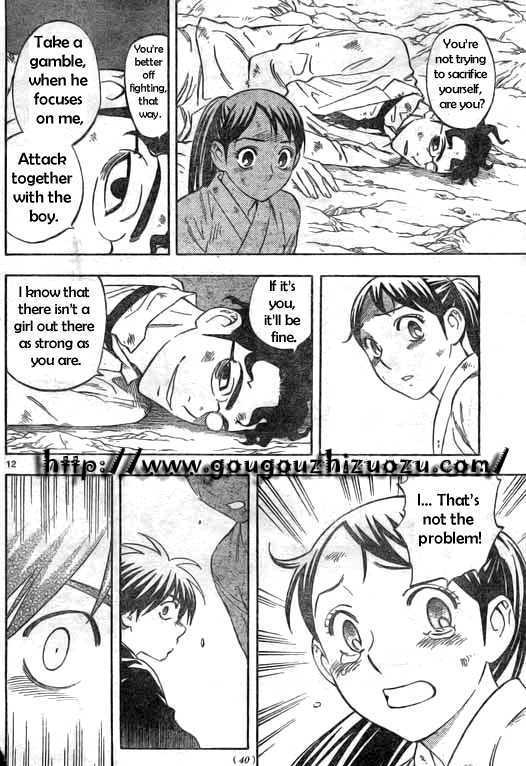 You're
not trying
to sacrifice
yourself,
are you?
You're
better
off
fighting,
that
way.
Take a
gamble,
when he
focuses
on me,
Attack
together
with the
boy.
If it's
you,
it'll be
fine.
I know that
there isn't a
girl out there
as strong as
you are.
12
http://www.gougouzhizuozu.com/
I... That's
not the
problem!
(40)